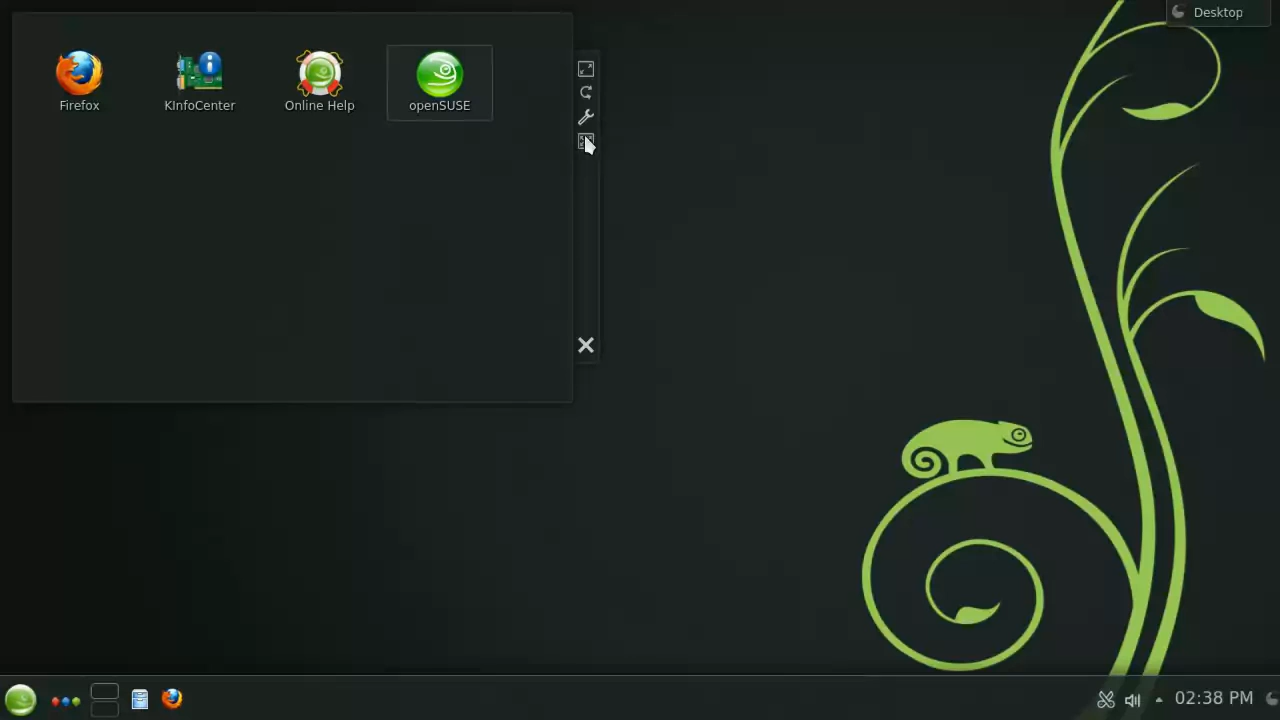 Desktop
Firefox
KInfoCenter
Online Help
openSUSE
02:38 PM